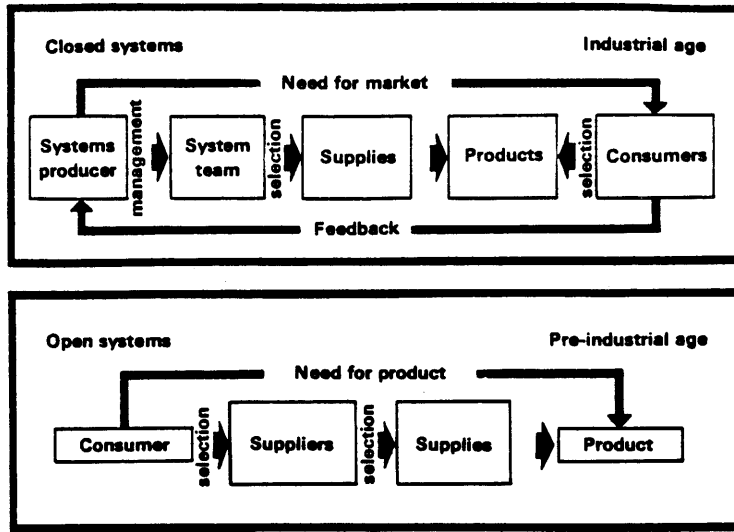 Closed systems
Industrial age
Need for market
Systems
producer
management
System
team
selection
Supplies
Products
selection
Consumers
Feedback
Open systems
Pre-industrial age
Need for product
Consumer
selection
Suppliers
selection
Supplies
Product